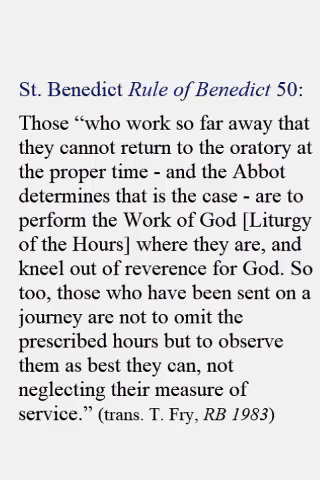 St. Benedict Rule of Benedict 50:
Those “who work so far away that
they cannot return to the oratory at
the proper time - and the Abbot
determines that is the case - are to
perform the Work of God [Liturgy
of the Hours] where they are, and
kneel out of reverence for God. So
too, those who have been sent on a
journey are not to omit the
prescribed hours but to observe
them as best they can, not
neglecting their measure of
service.” (trans. T. Fry, RB 1983)